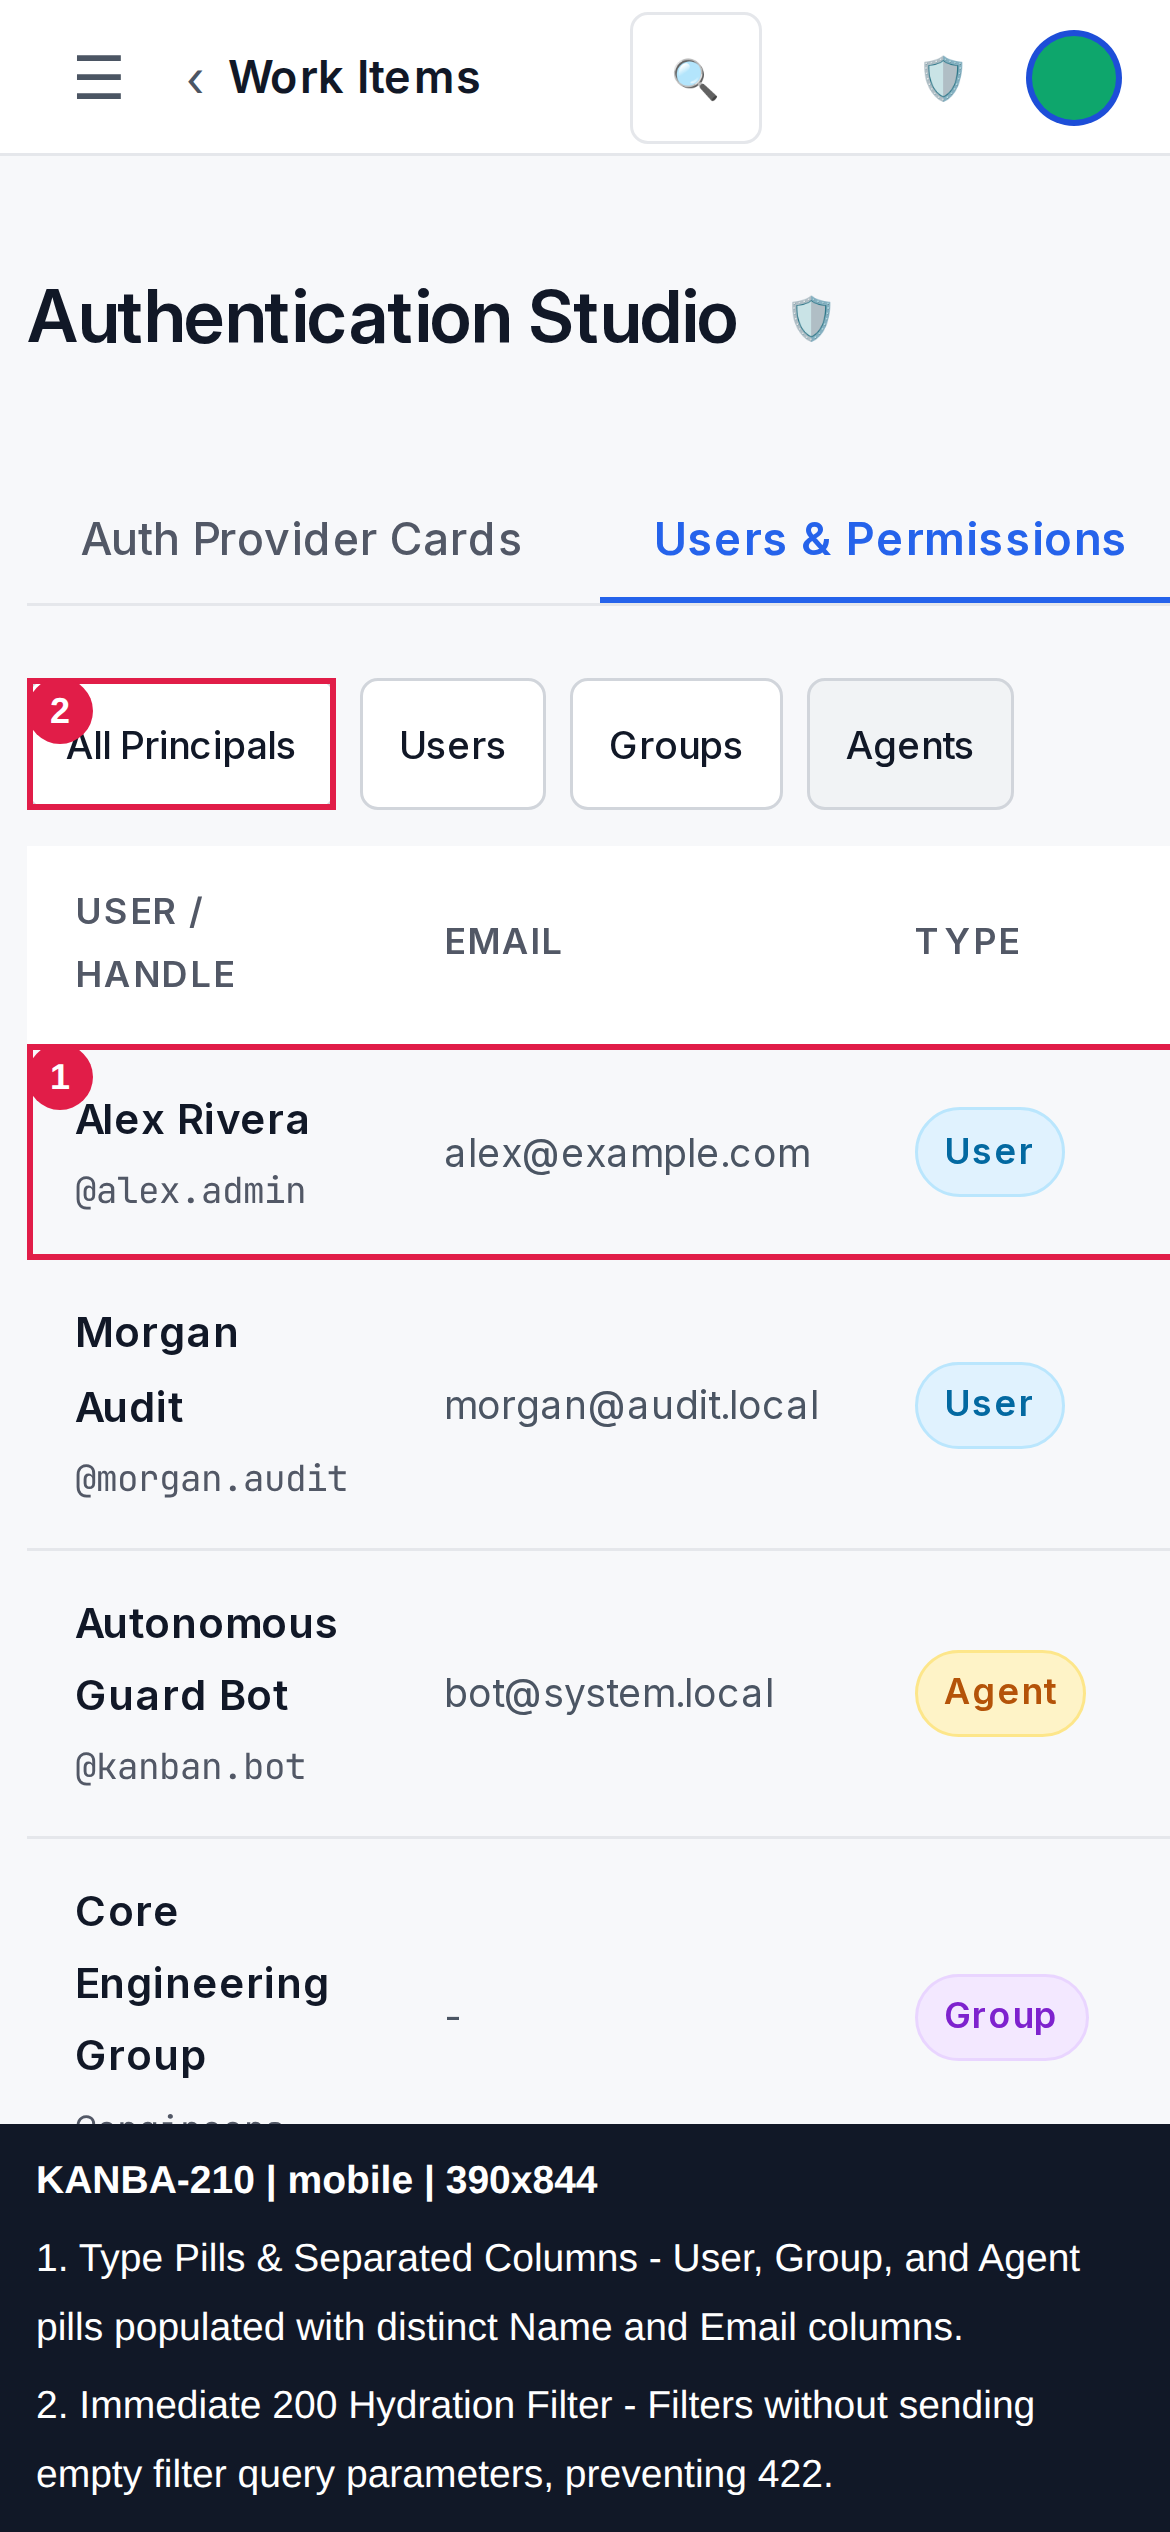 ‹ Work Items
Authentication Studio
Auth Provider Cards
Users & Permissions
2
All Principals
Users
Groups
Agents
USER /
HANDLE
EMAIL
TYPE
1
Alex Rivera
@alex.admin
alex@example.com
User
Morgan
Audit
@morgan.audit
morgan@audit.local
User
Autonomous
Guard Bot
@kanban.bot
bot@system.local
Agent
Core
Engineering
Group
-
Group
KANBA-210 | mobile | 390x844
1. Type Pills & Separated Columns - User, Group, and Agent
pills populated with distinct Name and Email columns.
2. Immediate 200 Hydration Filter - Filters without sending
empty filter query parameters, preventing 422.